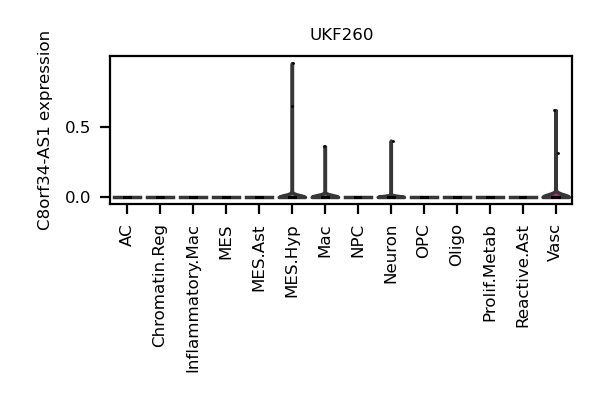 UKF260
C8orf34-AS1 expression
0.5
0.0
AC
Chromatin.Reg
Inflammatory.Mac
MES
MES.Ast
MES.Hyp
Mac
NPC
Neuron
OPC
Oligo
Prolif.Metab
Reactive.Ast
Vasc